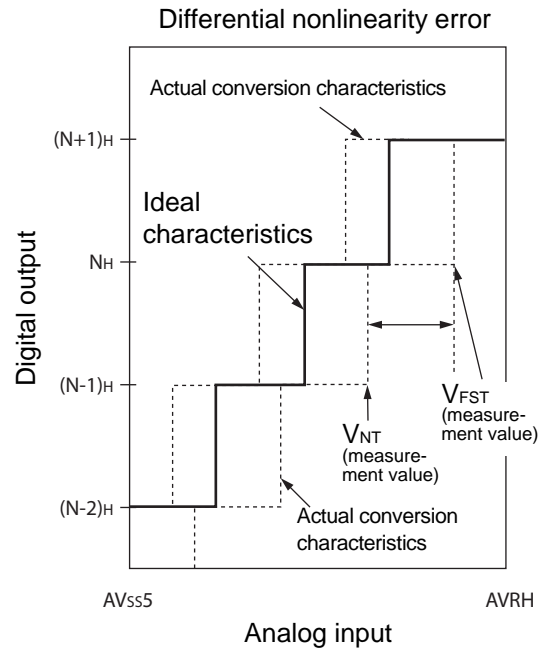 Differential nonlinearity error
Actual conversion characteristics
(N+1)H
Ideal
characteristics
NH
Digital output
(N-1)H
VFST
(measure-
ment value)
VNT
(measure-
ment value)
(N-2)H
Actual conversion
characteristics
AVSS5
AVRH
Analog input